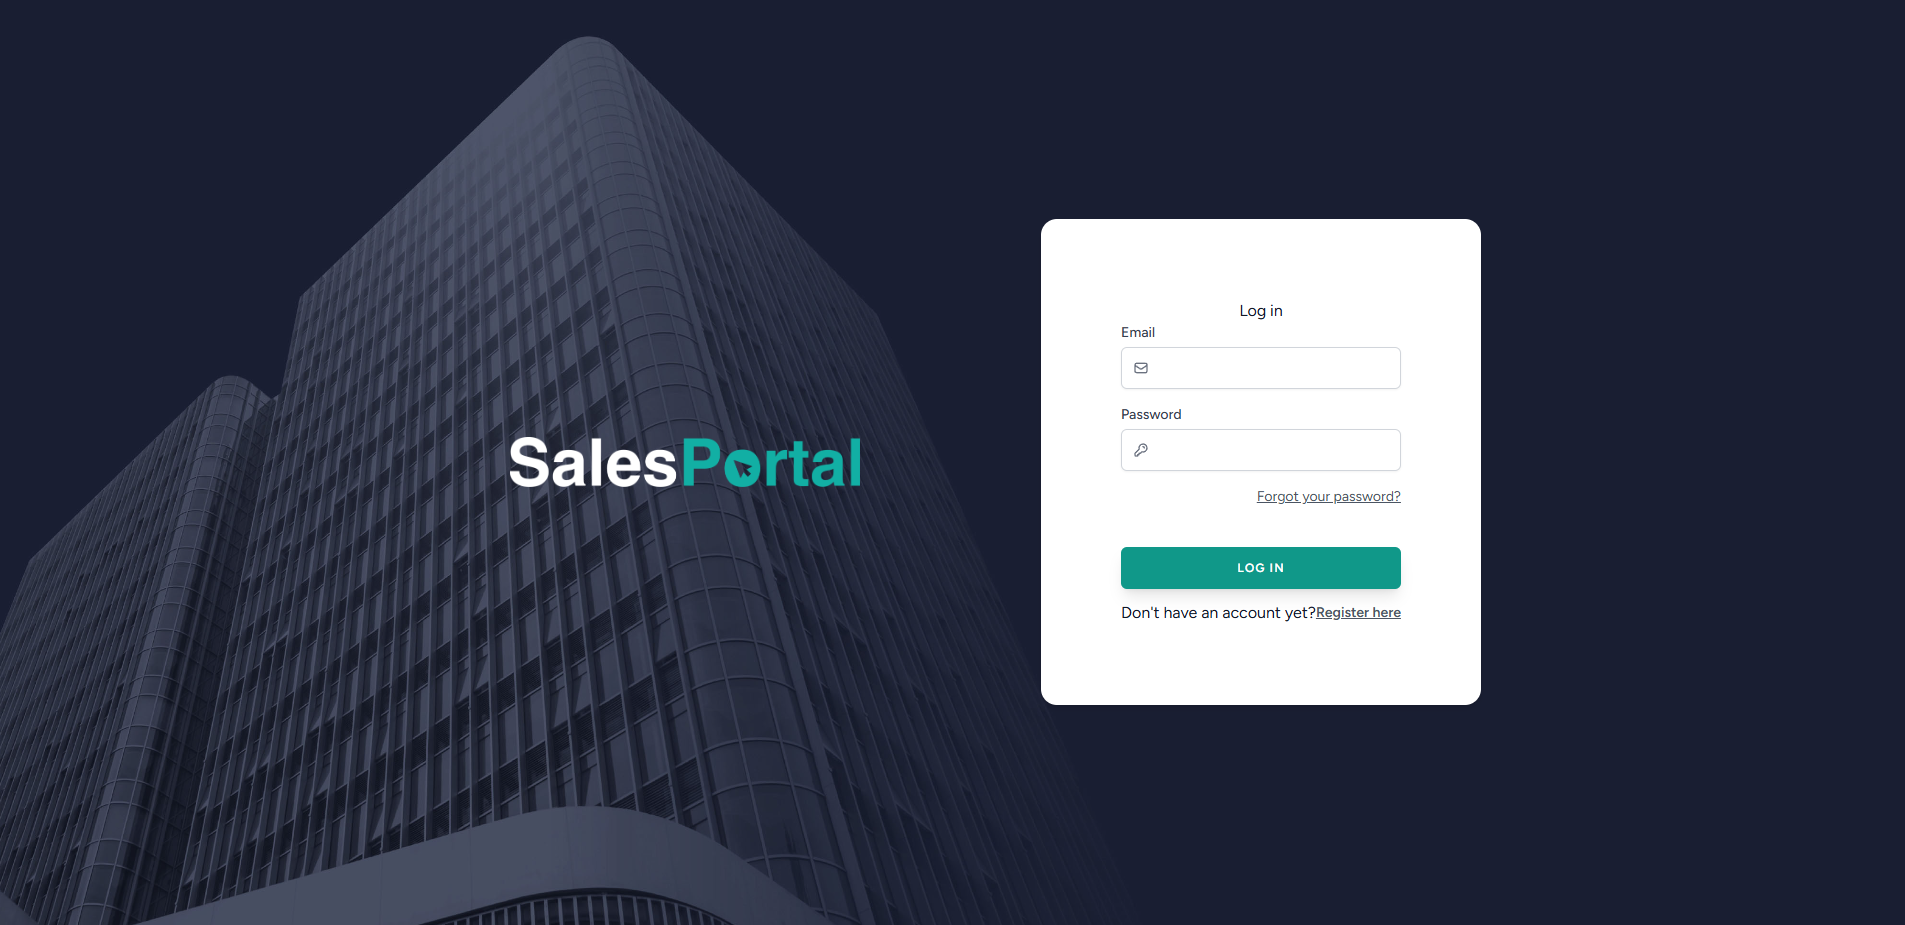 SalesPortal
Log in
Email
Password
Forgot your password?
LOG IN
Don't have an account yet?Register here